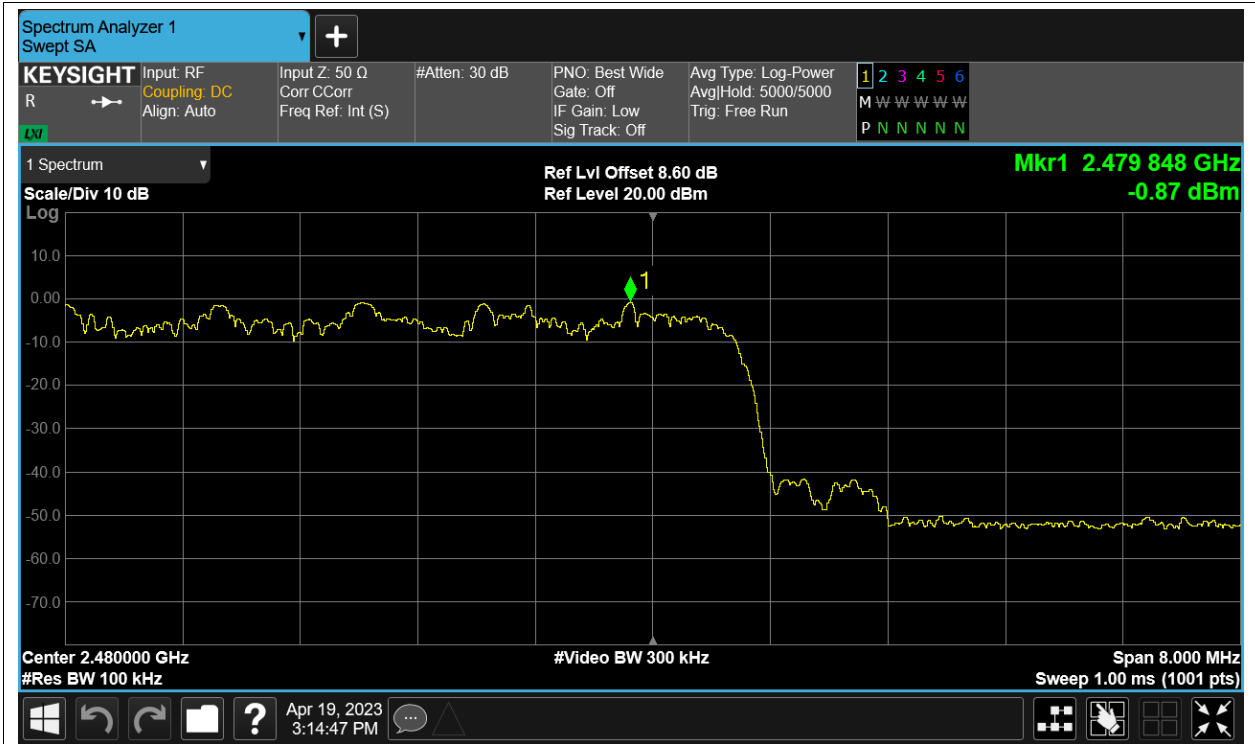 Spectrum Analyzer 1
Swept SA
KEYSIGHT
R
LXI
Input: RF
Coupling: DC
Align: Auto
Input Z: 50 Ω
Corr CCorr
Freq Ref: Int (S)
#Atten: 30 dB
PNO: Best Wide
Gate: Off
IF Gain: Low
Sig Track: Off
Avg Type: Log-Power
Avg|Hold: 5000/5000
Trig: Free Run
1 2 3 4 5 6
M W W W W W
P N N N N N
1 Spectrum
Scale/Div 10 dB
Log
Ref Lvl Offset 8.60 dB
Ref Level 20.00 dBm
Mkr1 2.479 848 GHz
-0.87 dBm
10.0
0.00
-10.0
-20.0
-30.0
-40.0
-50.0
-60.0
-70.0
1
Center 2.480000 GHz
#Res BW 100 kHz
#Video BW 300 kHz
Span 8.000 MHz
Sweep 1.00 ms (1001 pts)
?
Apr 19, 2023
3:14:47 PM